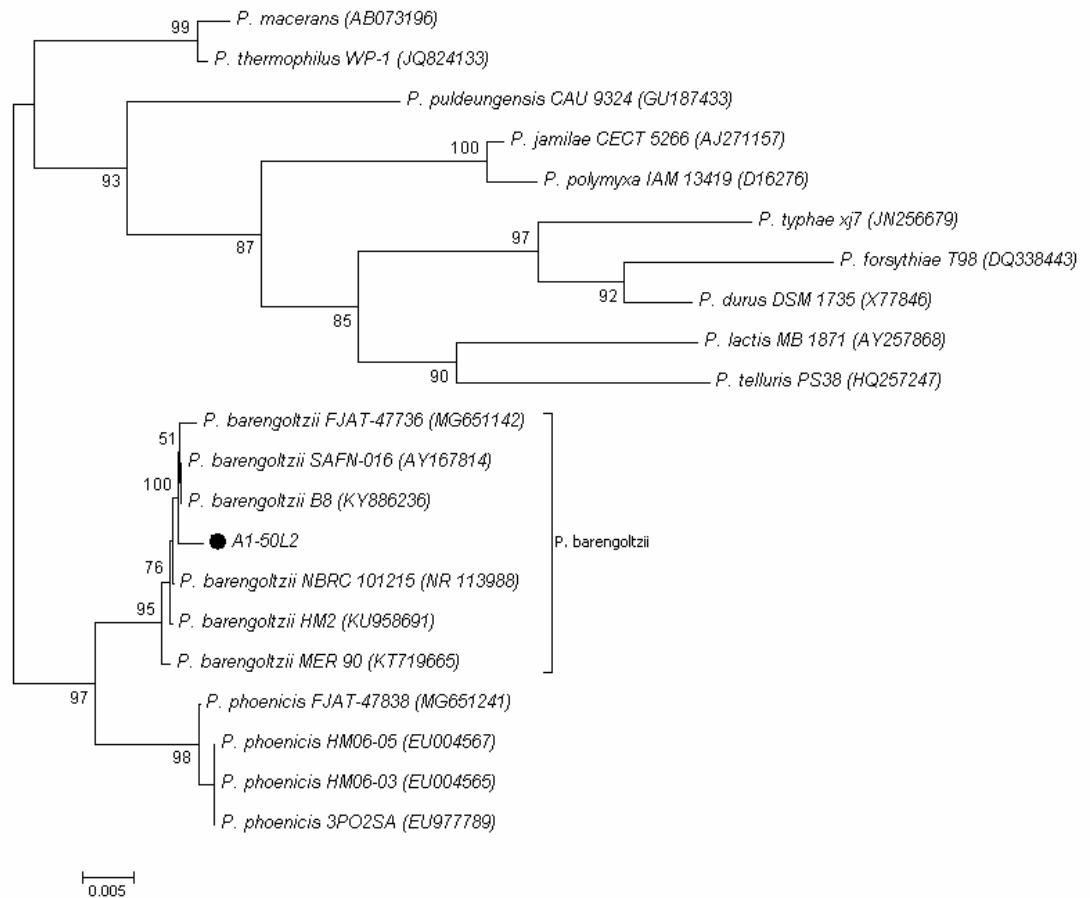 99
P. macerans (AB073196)
P. thermophilus WP-1 (JQ824133)
P. puldeungensis CAU 9324 (GU187433)
93
100
P. jamilae CECT 5266 (AJ271157)
P. polymyxa IAM 13419 (D16276)
87
97
P. typhae xj7 (JN256679)
P. forsythiae T98 (DQ338443)
92
P. durus DSM 1735 (X77846)
85
P. lactis MB 1871 (AY257868)
90
P. telluris PS38 (HQ257247)
P. barengoltzii FJAT-47736 (MG651142)
51
P. barengoltzii SAFN-016 (AY167814)
100
P. barengoltzii B8 (KY886236)
A1-50L2
P. barengoltzii
76
P. barengoltzii NBRC 101215 (NR 113988)
95
P. barengoltzii HM2 (KU958691)
P. barengoltzii MER 90 (KT719665)
97
P. phoenicis FJAT-47838 (MG651241)
P. phoenicis HM06-05 (EU004567)
98
P. phoenicis HM06-03 (EU004565)
P. phoenicis 3PO2SA (EU977789)
0.005